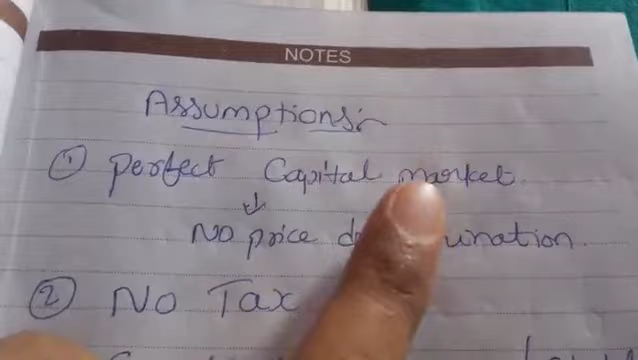 NOTES
Assumptions:-
① Perfect Capital market.
↓
No price
② No Tax